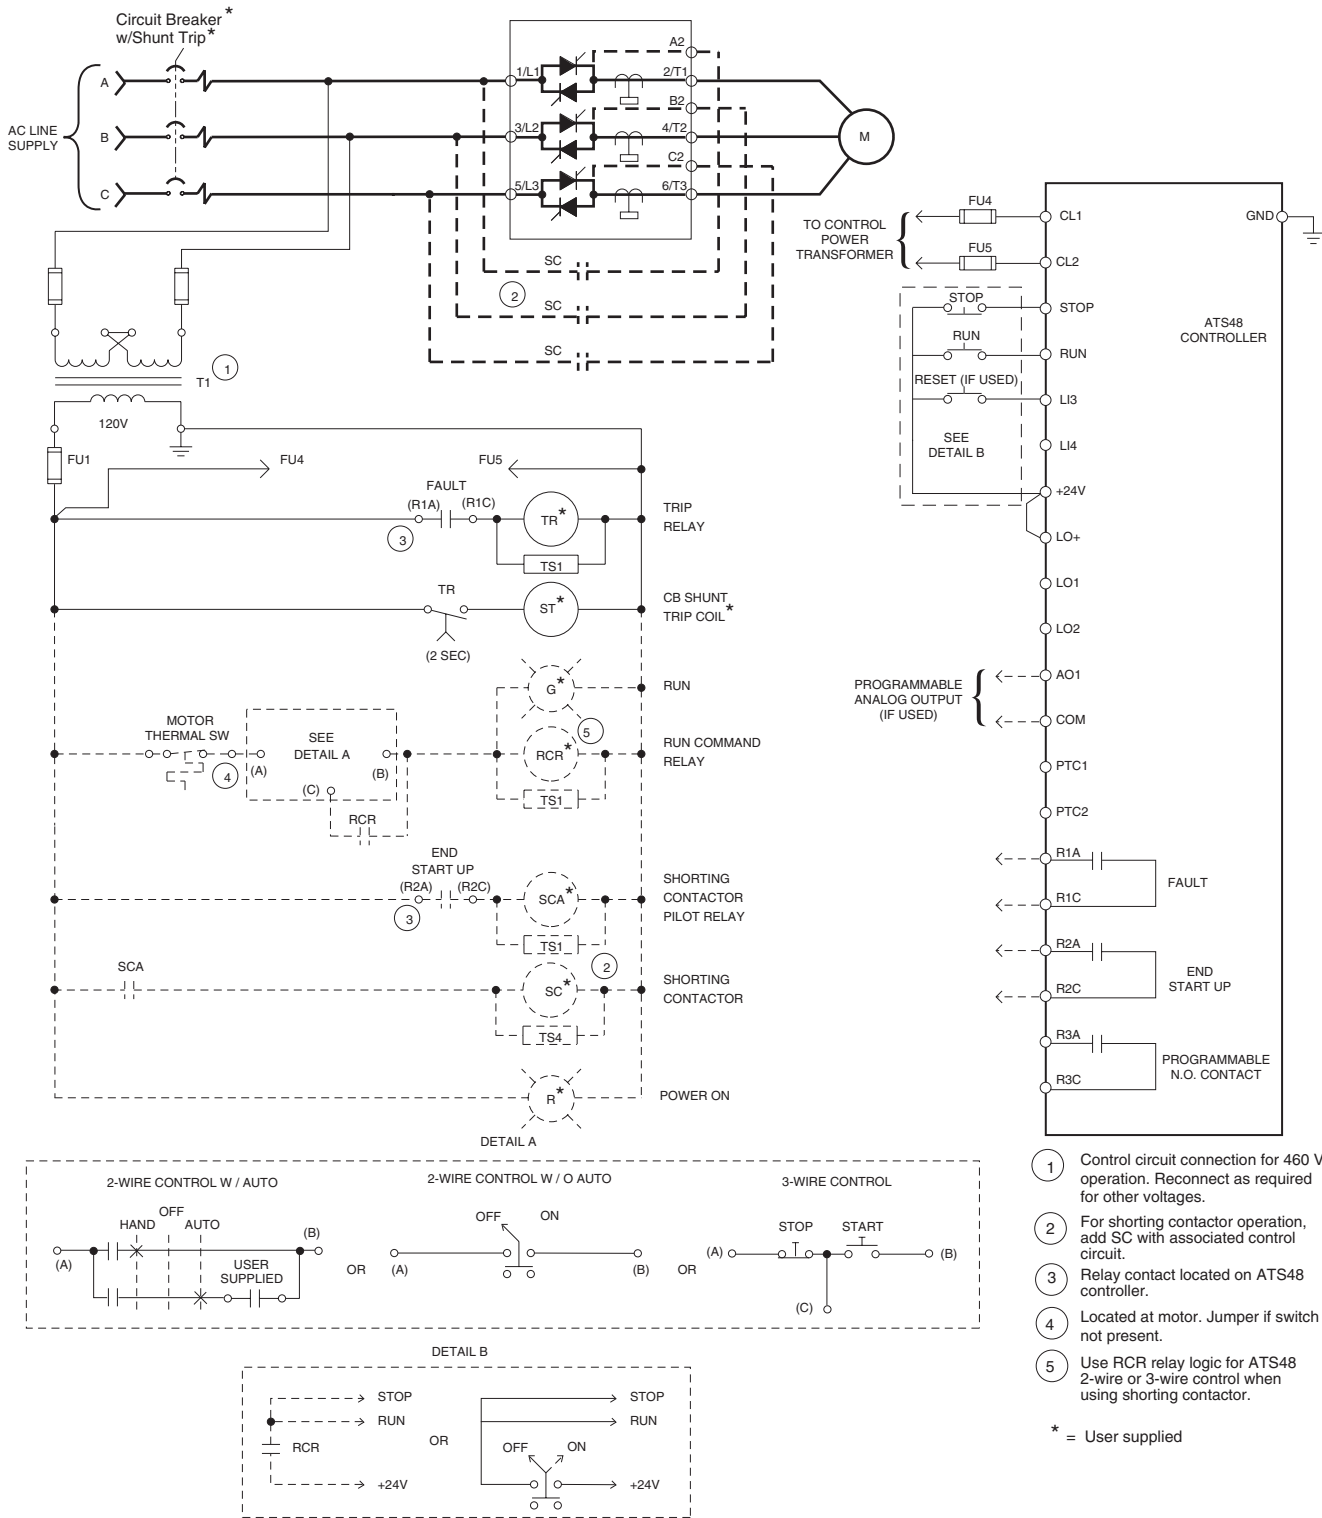 Circuit Breaker *
w/Shunt Trip *
AC LINE
SUPPLY
A
B
C
1/L1
3/L2
5/L3
A2
2/T1
B2
4/T2
C2
6/T3
M
SC
SC
SC
2
T1
1
120V
FU1
FU4
FU5
FAULT
(R1A)
(R1C)
3
TR*
TS1
TRIP
RELAY
TR
(2 SEC)
ST*
CB SHUNT
TRIP COIL*
G*
RUN
5
MOTOR
THERMAL SW
4
(A)
SEE
DETAIL A
(B)
(C)
RCR
RCR*
TS1
RUN COMMAND
RELAY
END
START UP
(R2A)
(R2C)
3
SCA*
TS1
SHORTING
CONTACTOR
PILOT RELAY
2
SCA
SC*
TS4
SHORTING
CONTACTOR
R*
POWER ON
TO CONTROL
POWER
TRANSFORMER
FU4
FU5
CL1
CL2
GND
STOP
RUN
RESET (IF USED)
SEE
DETAIL B
STOP
RUN
LI3
LI4
+24V
LO+
LO1
LO2
AO1
COM
PTC1
PTC2
R1A
R1C
R2A
R2C
R3A
R3C
ATS48
CONTROLLER
PROGRAMMABLE
ANALOG OUTPUT
(IF USED)
FAULT
END
START UP
PROGRAMMABLE
N.O. CONTACT
DETAIL A
2-WIRE CONTROL W / AUTO
OFF
HAND
AUTO
(A)
(B)
USER
SUPPLIED
OR
2-WIRE CONTROL W / O AUTO
OFF
ON
(A)
(B)
OR
3-WIRE CONTROL
STOP
START
(A)
(B)
(C)
DETAIL B
STOP
RUN
RCR
+24V
OR
STOP
RUN
OFF
ON
+24V
1 Control circuit connection for 460 V
operation. Reconnect as required
for other voltages.
2 For shorting contactor operation,
add SC with associated control
circuit.
3 Relay contact located on ATS48
controller.
4 Located at motor. Jumper if switch
not present.
5 Use RCR relay logic for ATS48
2-wire or 3-wire control when
using shorting contactor.
* = User supplied